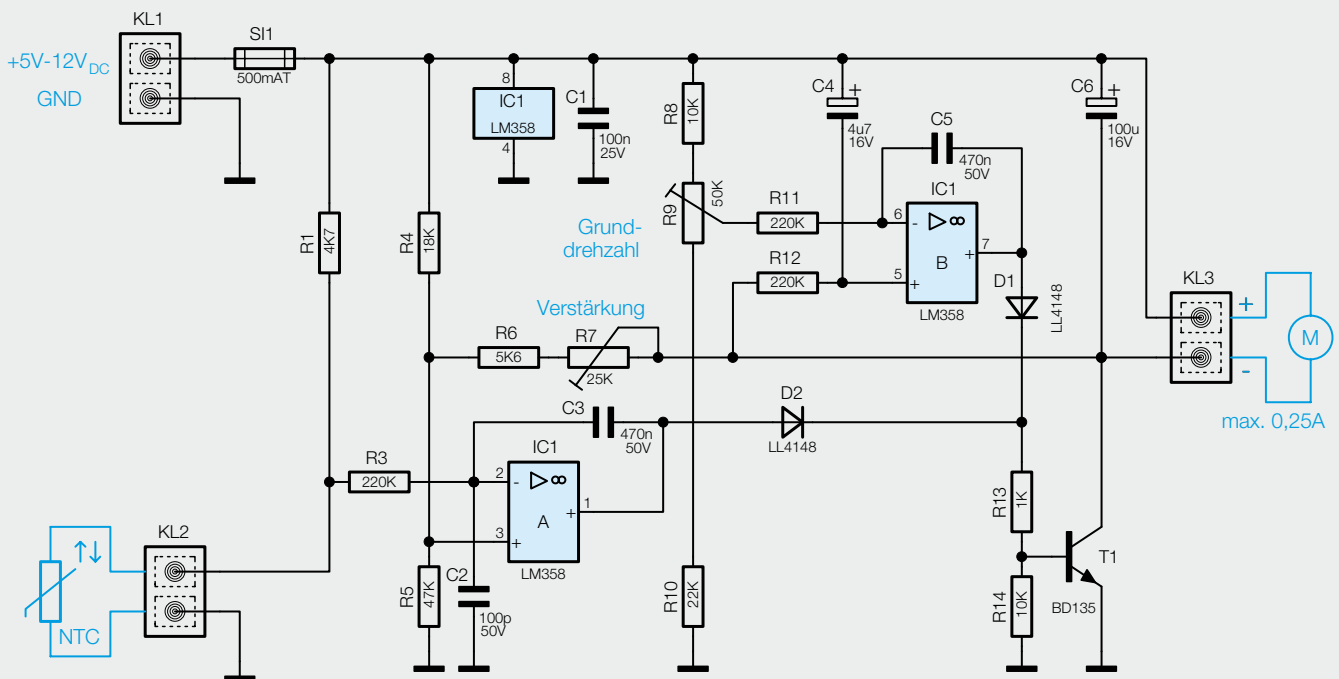 KL1
+5V-12V DC
GND
SI1
500mAT
R1
4K7
R4
18K
8
IC1
LM358
4
C1
100n
25V
R8
10K
R9
50K
Grund-
drehzahl
C4
+
4u7
16V
C5
470n
50V
R11
220K
R12
220K
IC1
6
-
▷∞
7
+
B
5
+
LM358
D1
LL4148
C6
+
100u
16V
KL3
+
M
-
max. 0,25A
Verstärkung
R6
5K6
R7
25K
C3
470n
50V
D2
LL4148
R3
220K
IC1
2
-
▷∞
1
+
A
3
+
LM358
KL2
NTC
R5
47K
C2
100p
50V
R10
22K
R13
1K
R14
10K
T1
BD135